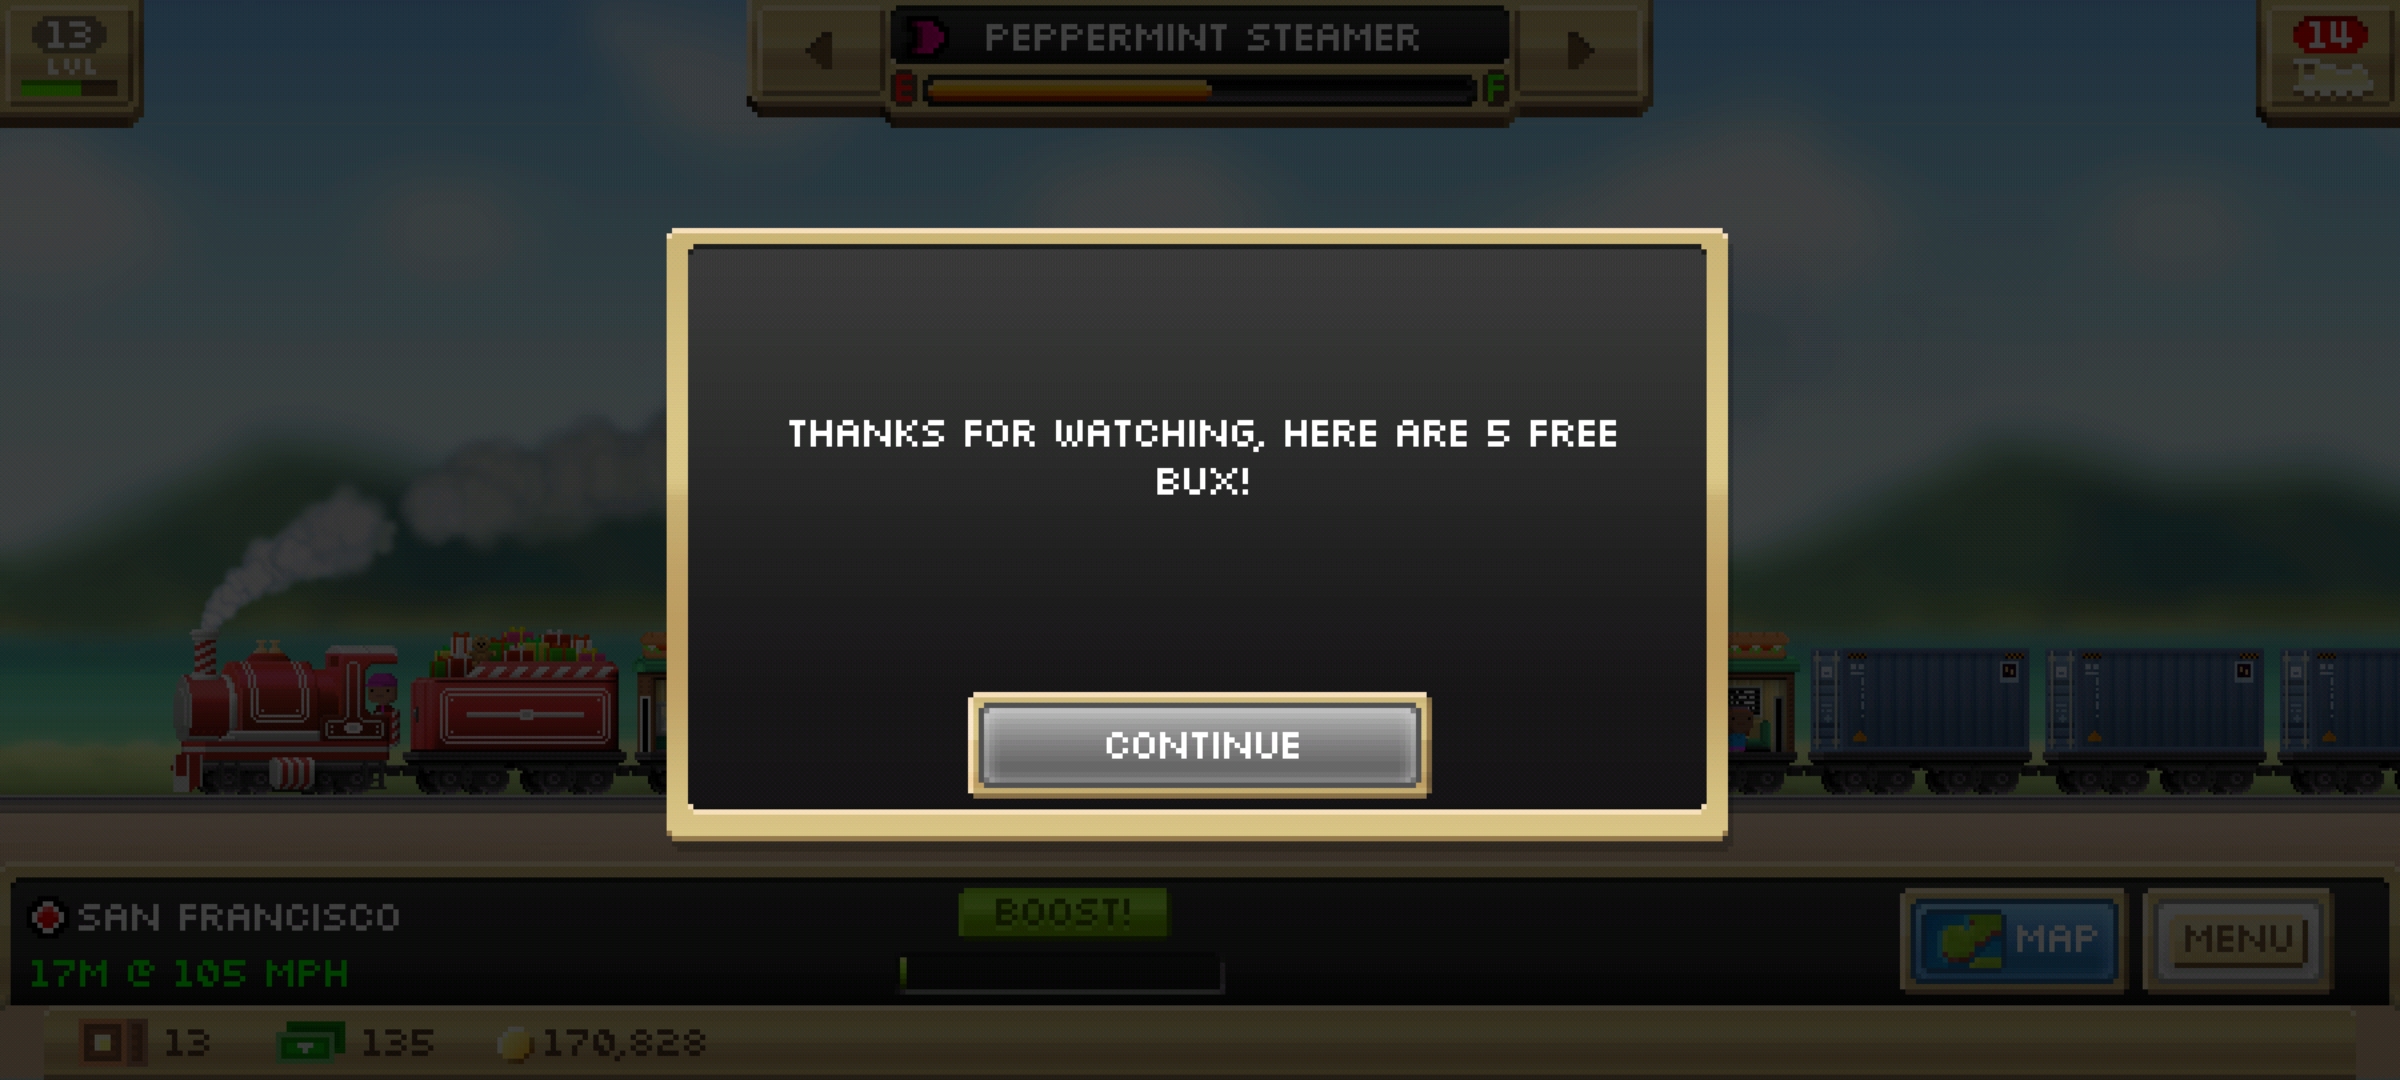 13
LVL
PEPPERMINT STEAMER
E F
14
THANKS FOR WATCHING, HERE ARE 5 FREE
BUX!
CONTINUE
SAN FRANCISCO
17M @ 105 MPH
BOOST!
MAP
MENU
13 135 170,828